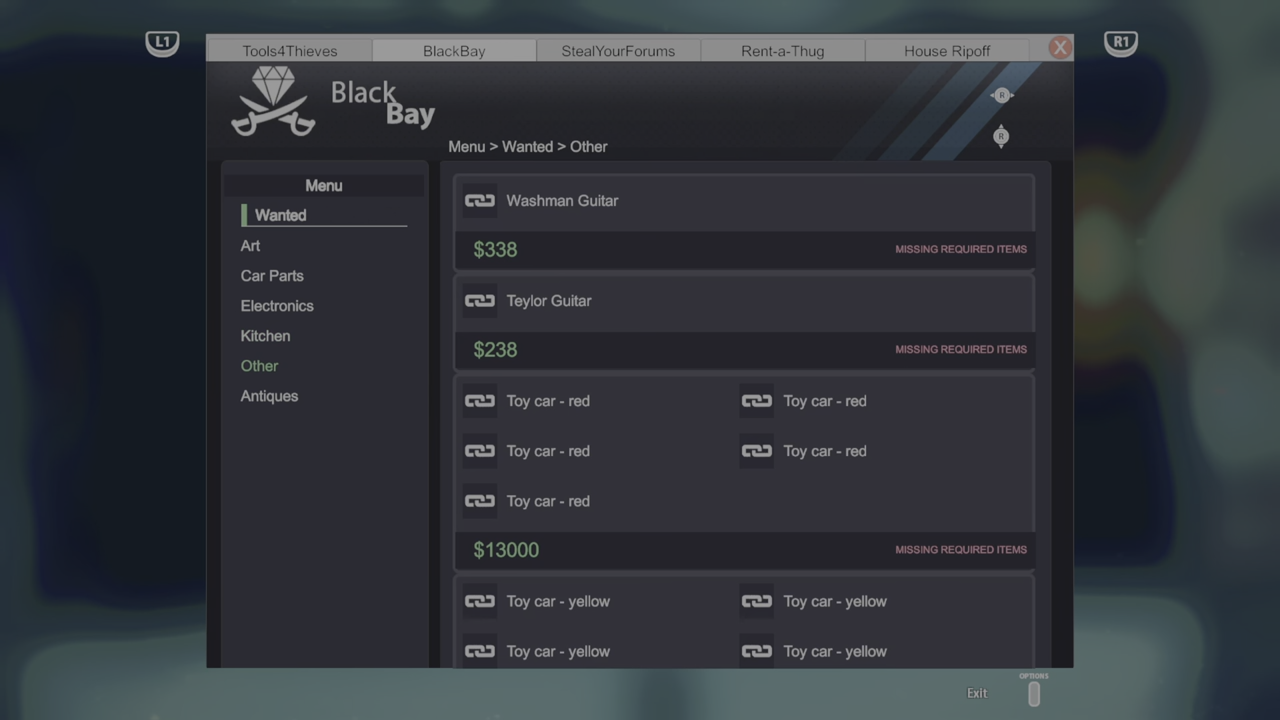 L1
Tools4Thieves BlackBay StealYourForums Rent-a-Thug House Ripoff X
R1
Black
Bay
R
R
Menu > Wanted > Other
Menu
Wanted
Art
Car Parts
Electronics
Kitchen
Other
Antiques
Washman Guitar
$338 MISSING REQUIRED ITEMS
Teylor Guitar
$238 MISSING REQUIRED ITEMS
Toy car - red Toy car - red
Toy car - red Toy car - red
Toy car - red
$13000 MISSING REQUIRED ITEMS
Toy car - yellow Toy car - yellow
Toy car - yellow Toy car - yellow
Exit OPTIONS